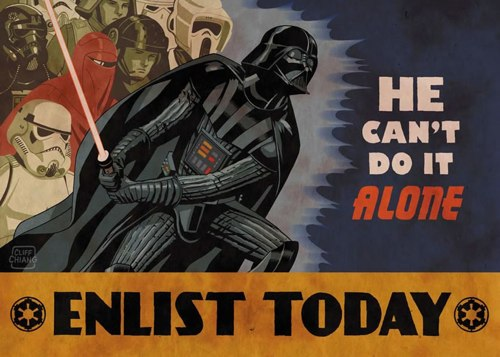 HE
CAN'T
DO IT
ALONE
CLIFF
CHIANG
ENLIST TODAY